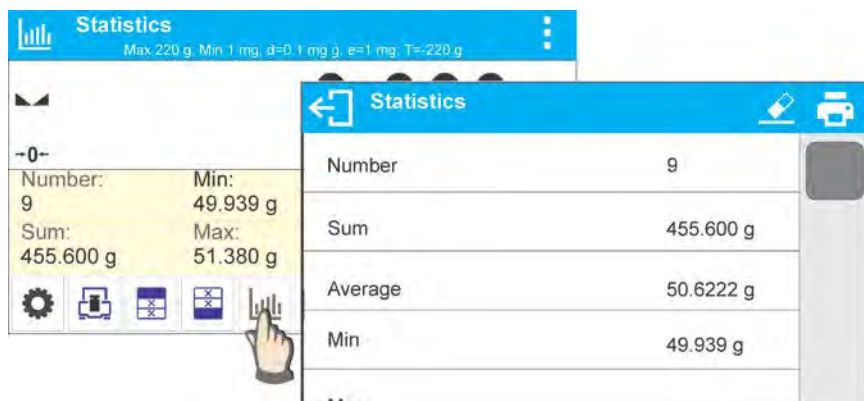 Statistics
Max 220 g, Min 1 mg, d=0.1 mg g, e=1 mg, T=-220 g
→0←
Number: Min:
9 49.939 g
Sum: Max:
455.600 g 51.380 g
Statistics
Number 9
Sum 455.600 g
Average 50.6222 g
Min 49.939 g